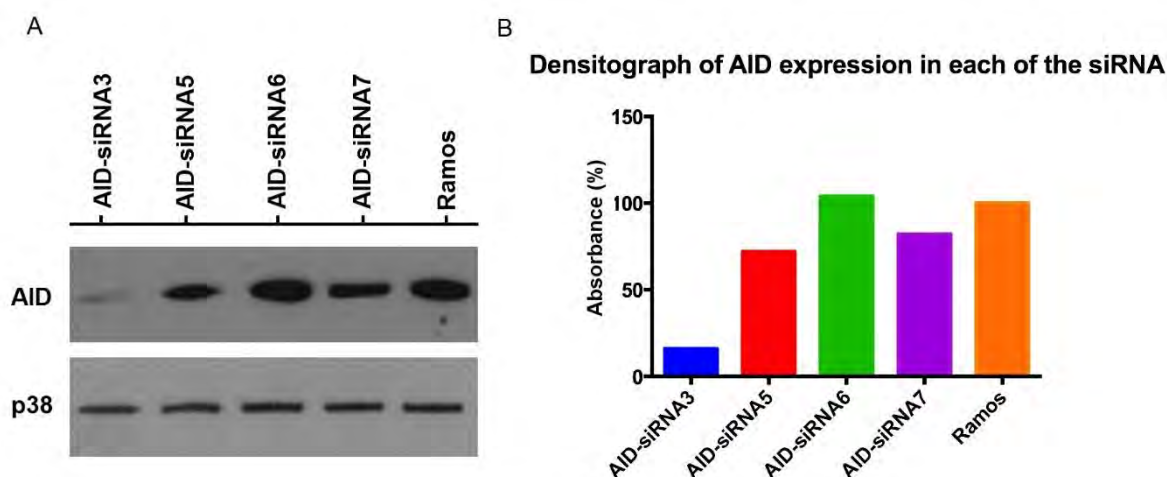 A
AID-siRNA3
AID-siRNA5
AID-siRNA6
AID-siRNA7
Ramos
AID
p38
B
Densitograph of AID expression in each of the siRNA
Absorbance (%)
150
100
50
0
AID-siRNA3
AID-siRNA5
AID-siRNA6
AID-siRNA7
Ramos